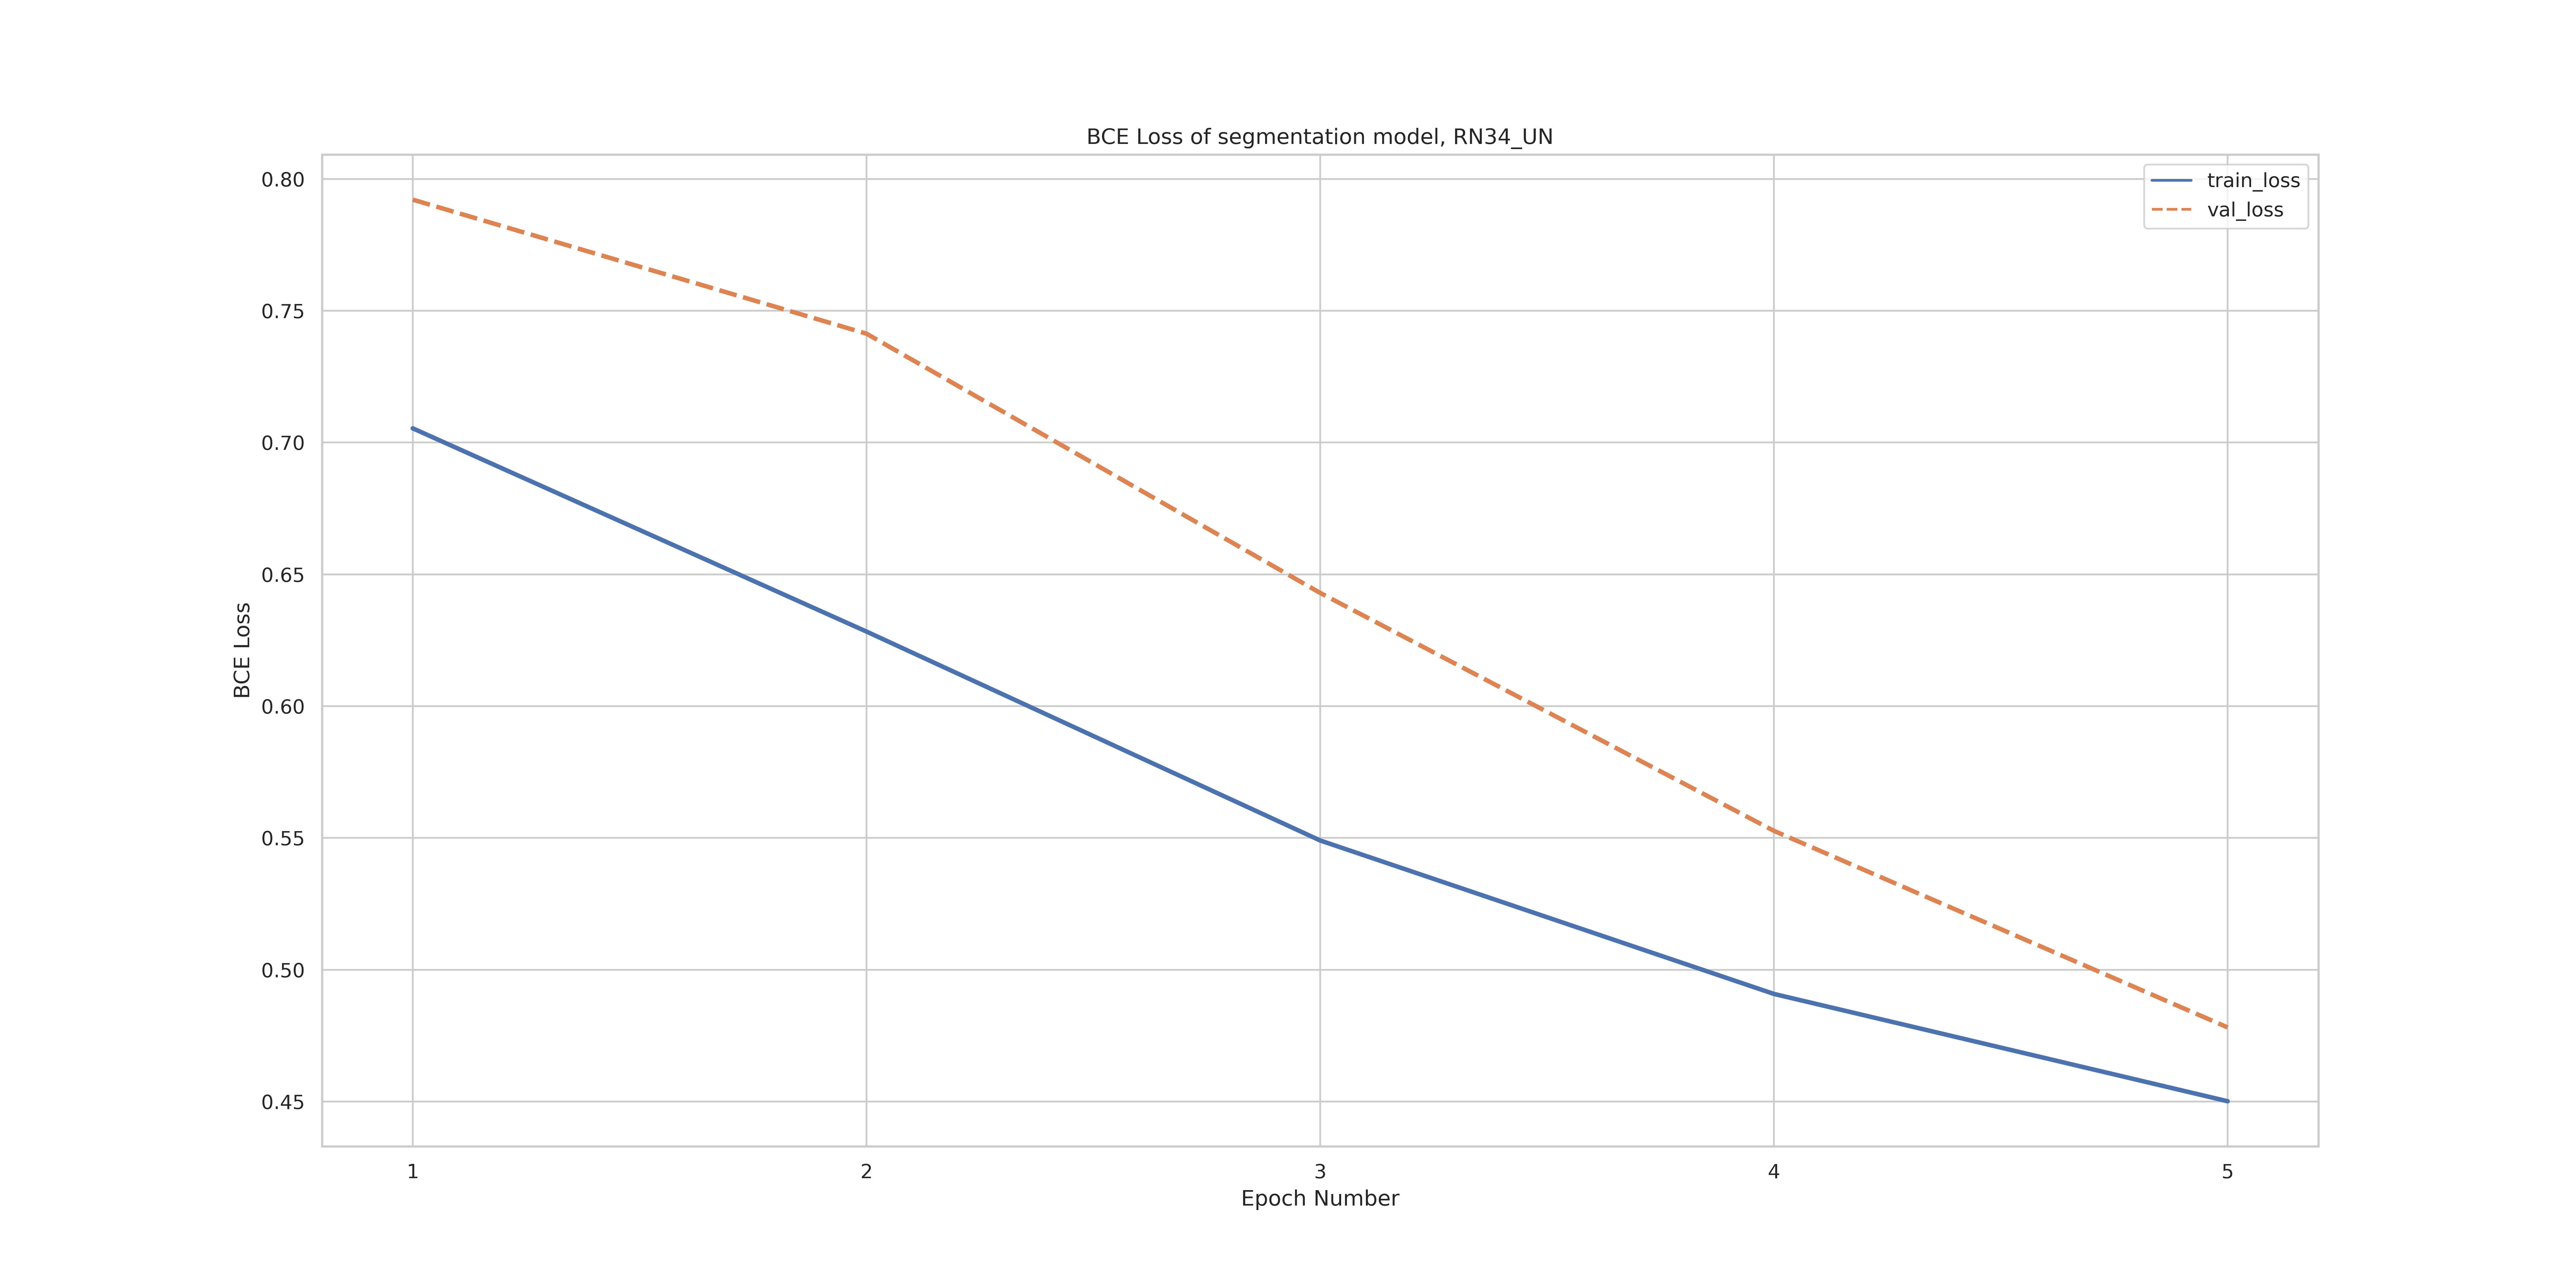 BCE Loss of segmentation model, RN34_UN
train_loss
val_loss
0.80
0.75
0.70
0.65
0.60
0.55
0.50
0.45
BCE Loss
1 2 3 4 5
Epoch Number